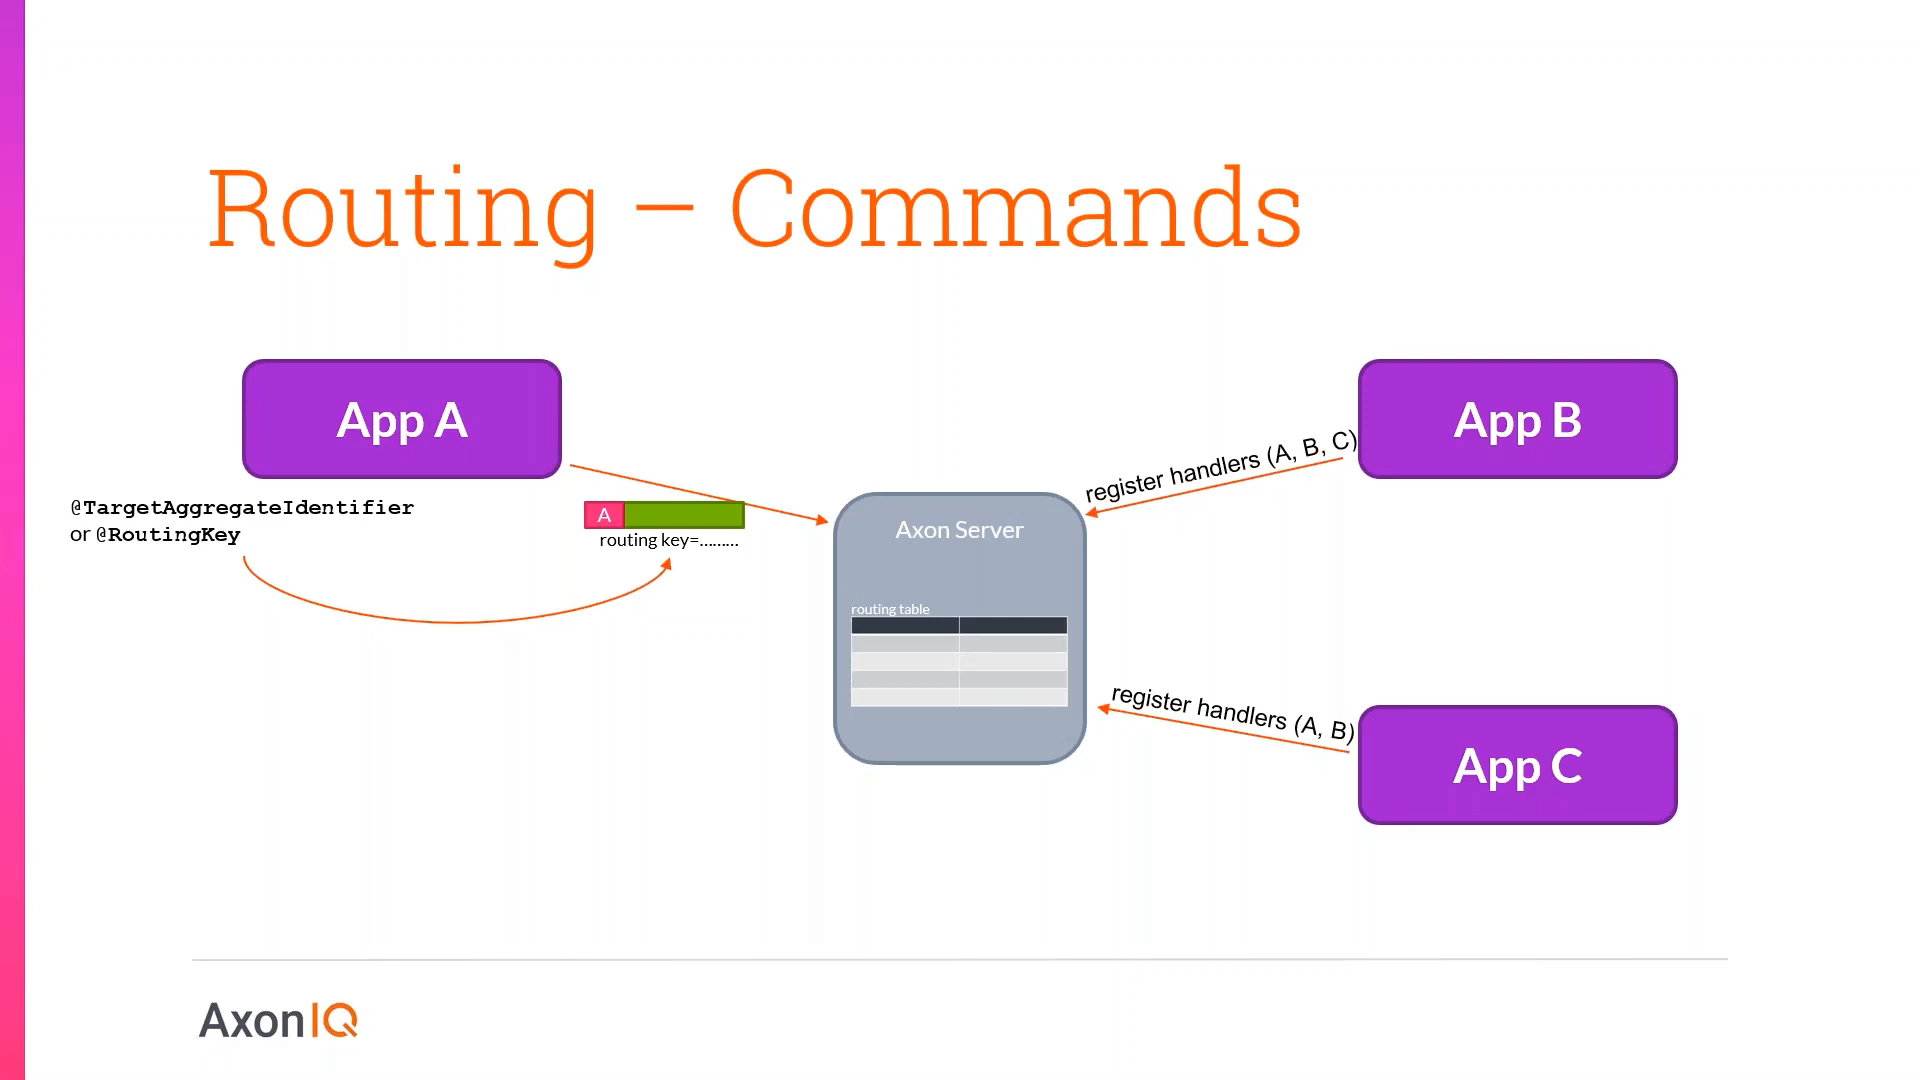 Routing – Commands
App A
App B
register handlers (A, B, C)
@TargetAggregateIdentifier
or @RoutingKey
A
routing key=.........
Axon Server
routing table
register handlers (A, B)
App C
AxonIQ